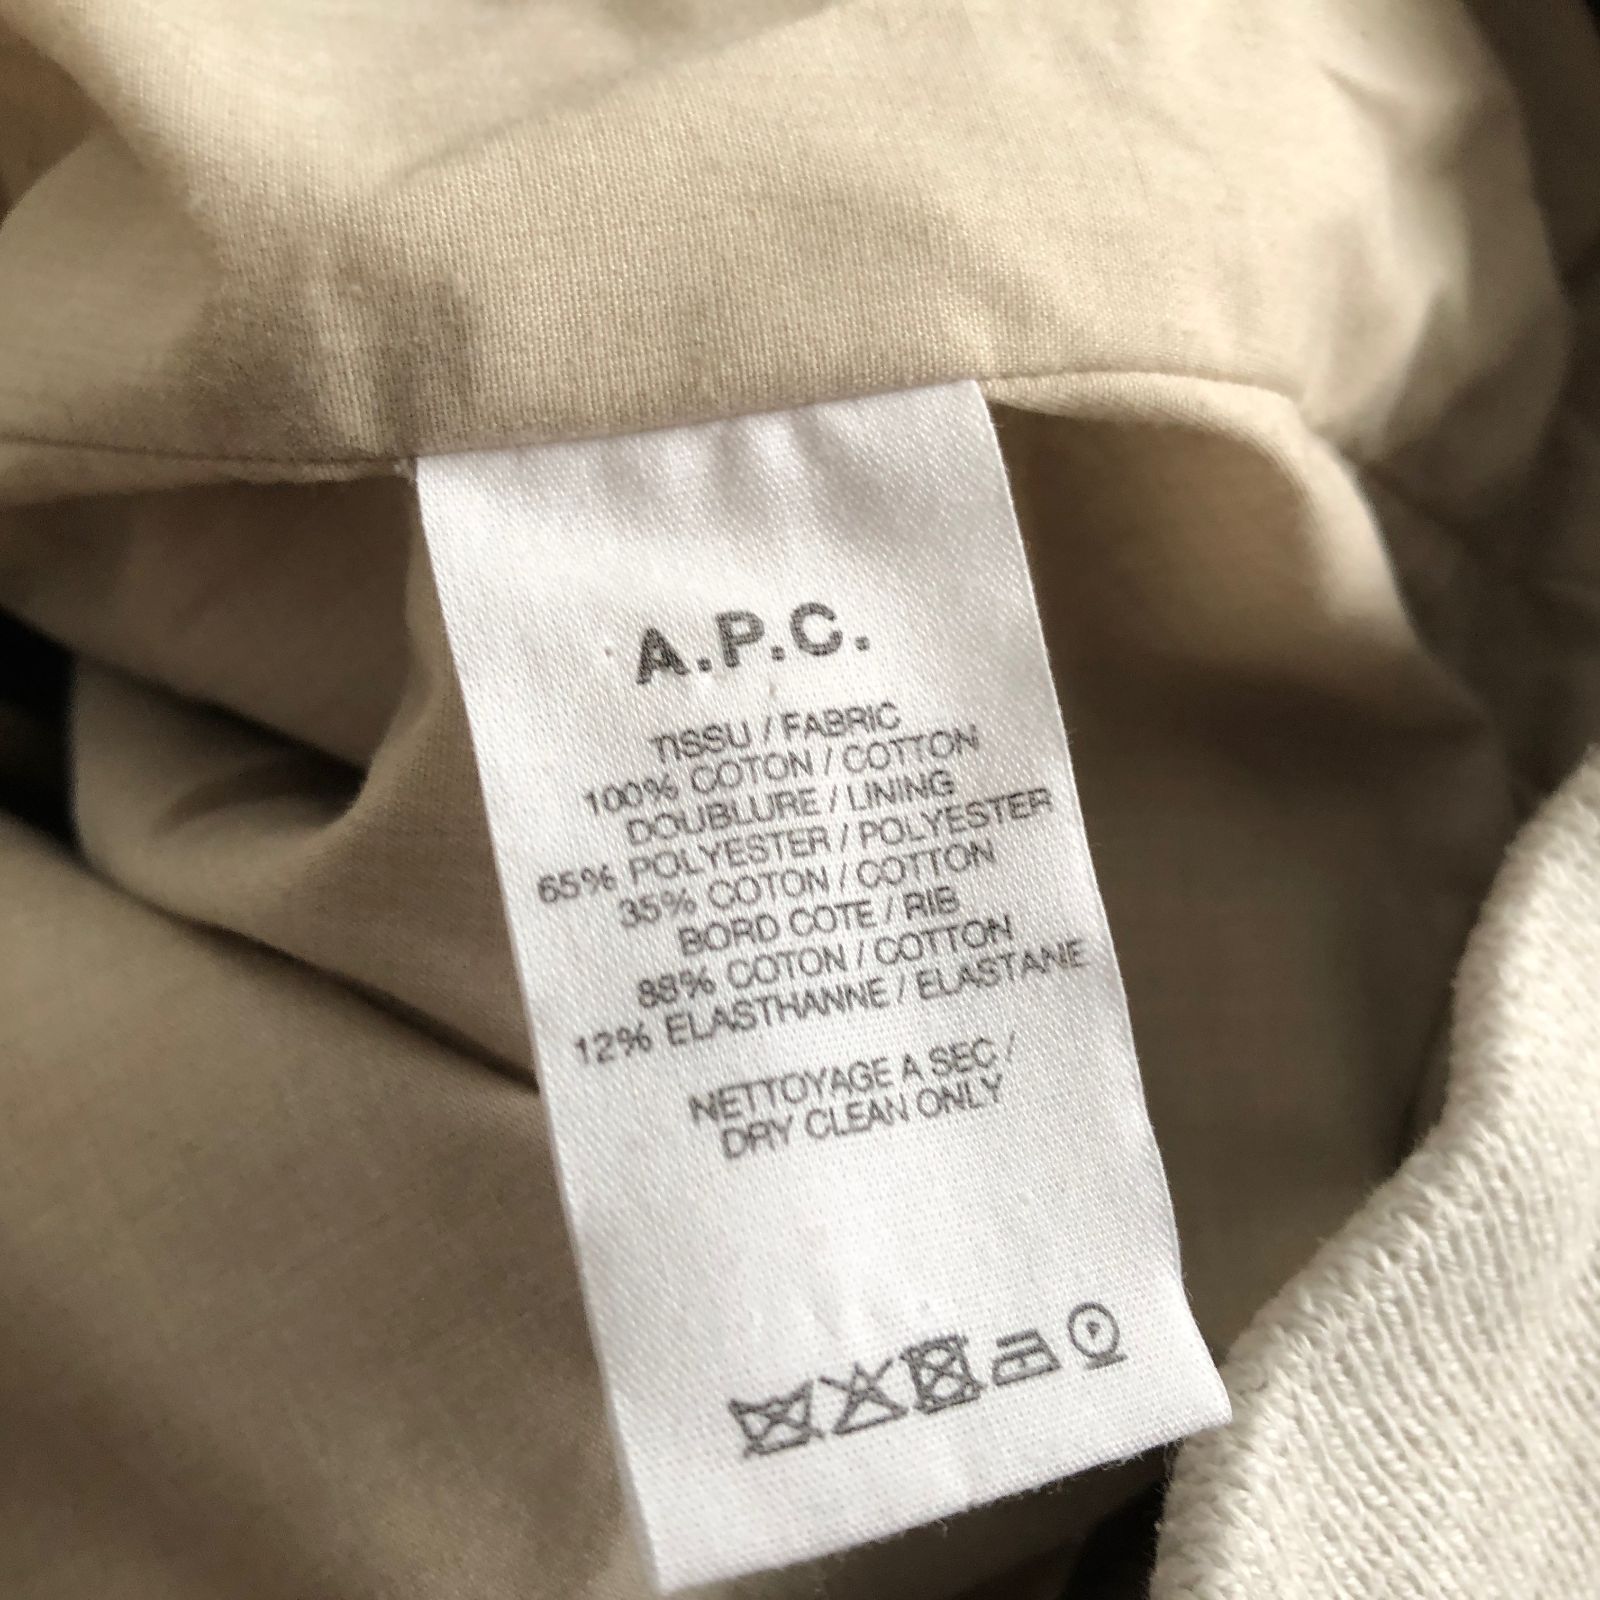 A.P.C.
TISSU / FABRIC
100% COTON / COTTON
DOUBLURE / LINING
65% POLYESTER / POLYESTER
35% COTON / COTTON
BORD COTE / RIB
88% COTON / COTTON
12% ELASTHANNE / ELASTANE
NETTOYAGE A SEC /
DRY CLEAN ONLY
P